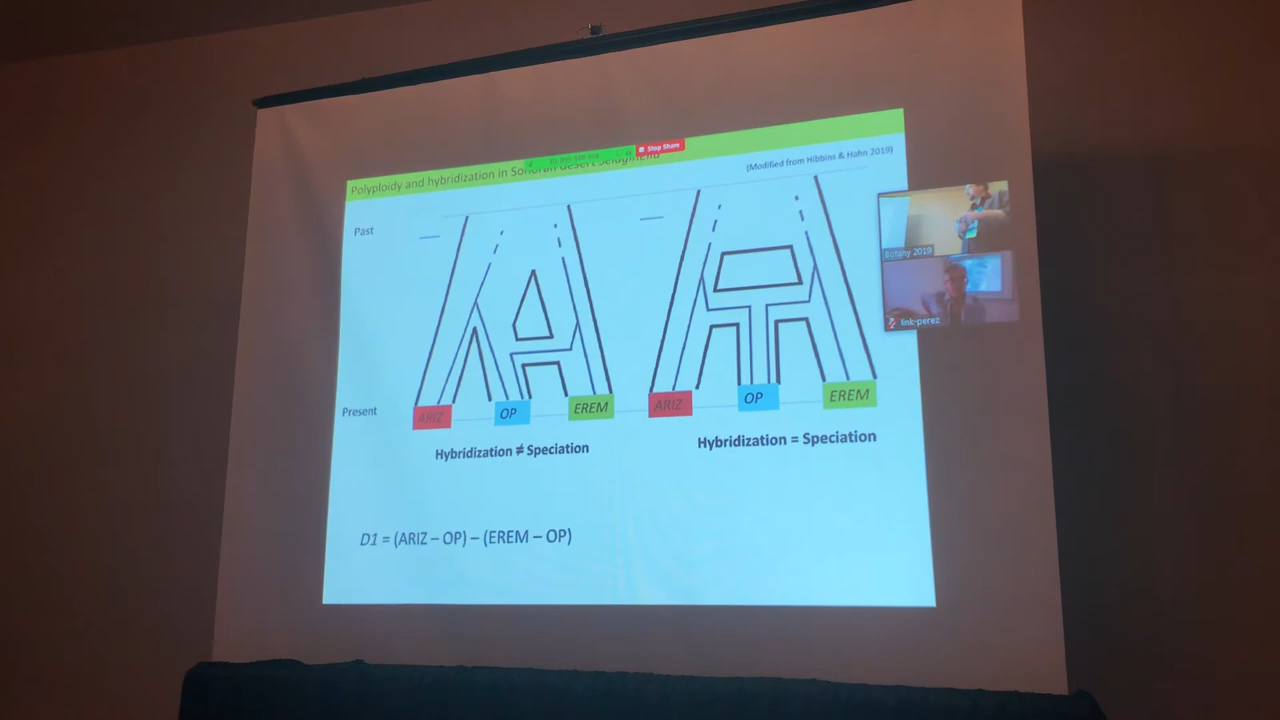 Stop Share
Polyploidy and hybridization in Sonoran desert Selaginella
(Modified from Hibbins & Hahn 2019)
Past
Botany 2019
link-perez
Present
ARIZ OP EREM ARIZ OP EREM
Hybridization ≠ Speciation Hybridization = Speciation
D1 = (ARIZ – OP) – (EREM – OP)